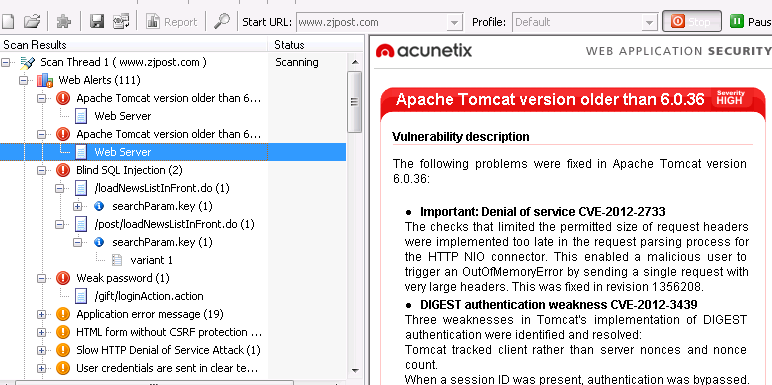 Report
Start URL:
www.zjpost.com
Profile:
Default
Stop
Paus
Scan Results
Status
Scan Thread 1 ( www.zjpost.com )
Scanning
Web Alerts (111)
Apache Tomcat version older than 6....
Web Server
Apache Tomcat version older than 6....
Web Server
Blind SQL Injection (2)
/loadNewsListInFront.do (1)
searchParam.key (1)
/post/loadNewsListInFront.do (1)
searchParam.key (1)
variant 1
Weak password (1)
/gift/loginAction.action
Application error message (19)
HTML form without CSRF protection ...
Slow HTTP Denial of Service Attack (1)
User credentials are sent in clear te...
acunetix
WEB APPLICATION SECURITY
Apache Tomcat version older than 6.0.36
Severity
HIGH
Vulnerability description
The following problems were fixed in Apache Tomcat version
6.0.36:
● Important: Denial of service CVE-2012-2733
The checks that limited the permitted size of request headers
were implemented too late in the request parsing process for
the HTTP NIO connector. This enabled a malicious user to
trigger an OutOfMemoryError by sending a single request with
very large headers. This was fixed in revision 1356208.
● DIGEST authentication weakness CVE-2012-3439
Three weaknesses in Tomcat's implementation of DIGEST
authentication were identified and resolved:
Tomcat tracked client rather than server nonces and nonce
count.
When a session ID was present, authentication was bypassed.